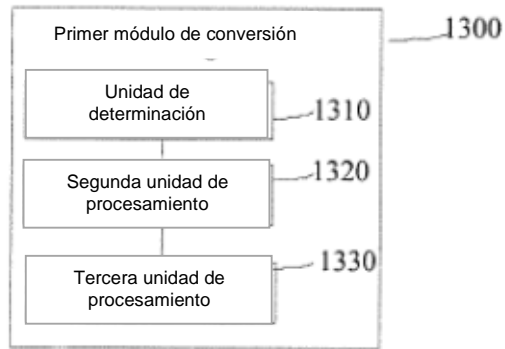 Primer módulo de conversión
1300
Unidad de
determinación
1310
Segunda unidad de
procesamiento
1320
Tercera unidad de
procesamiento
1330